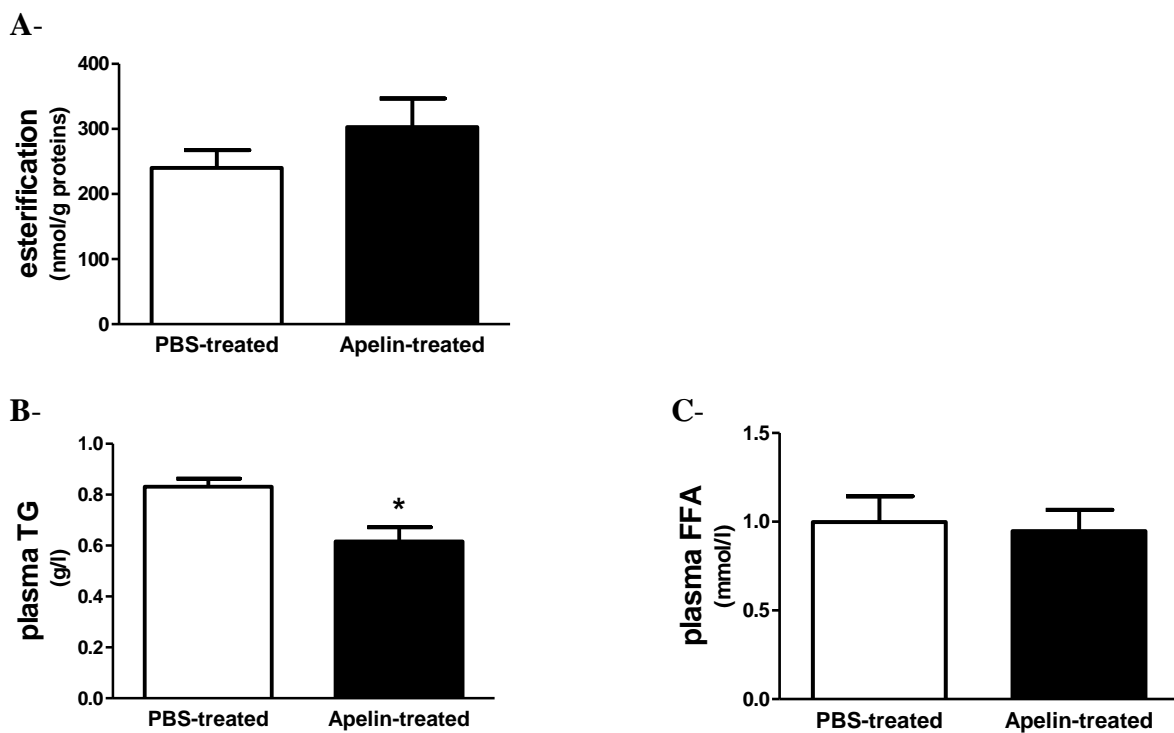 A-
esterification
(nmol/g proteins)
400
300
200
100
0
PBS-treated
Apelin-treated
B-
plasma TG
(g/l)
1.0
0.8
0.6
0.4
0.2
0.0
*
PBS-treated
Apelin-treated
C-
plasma FFA
(mmol/l)
1.5
1.0
0.5
0.0
PBS-treated
Apelin-treated